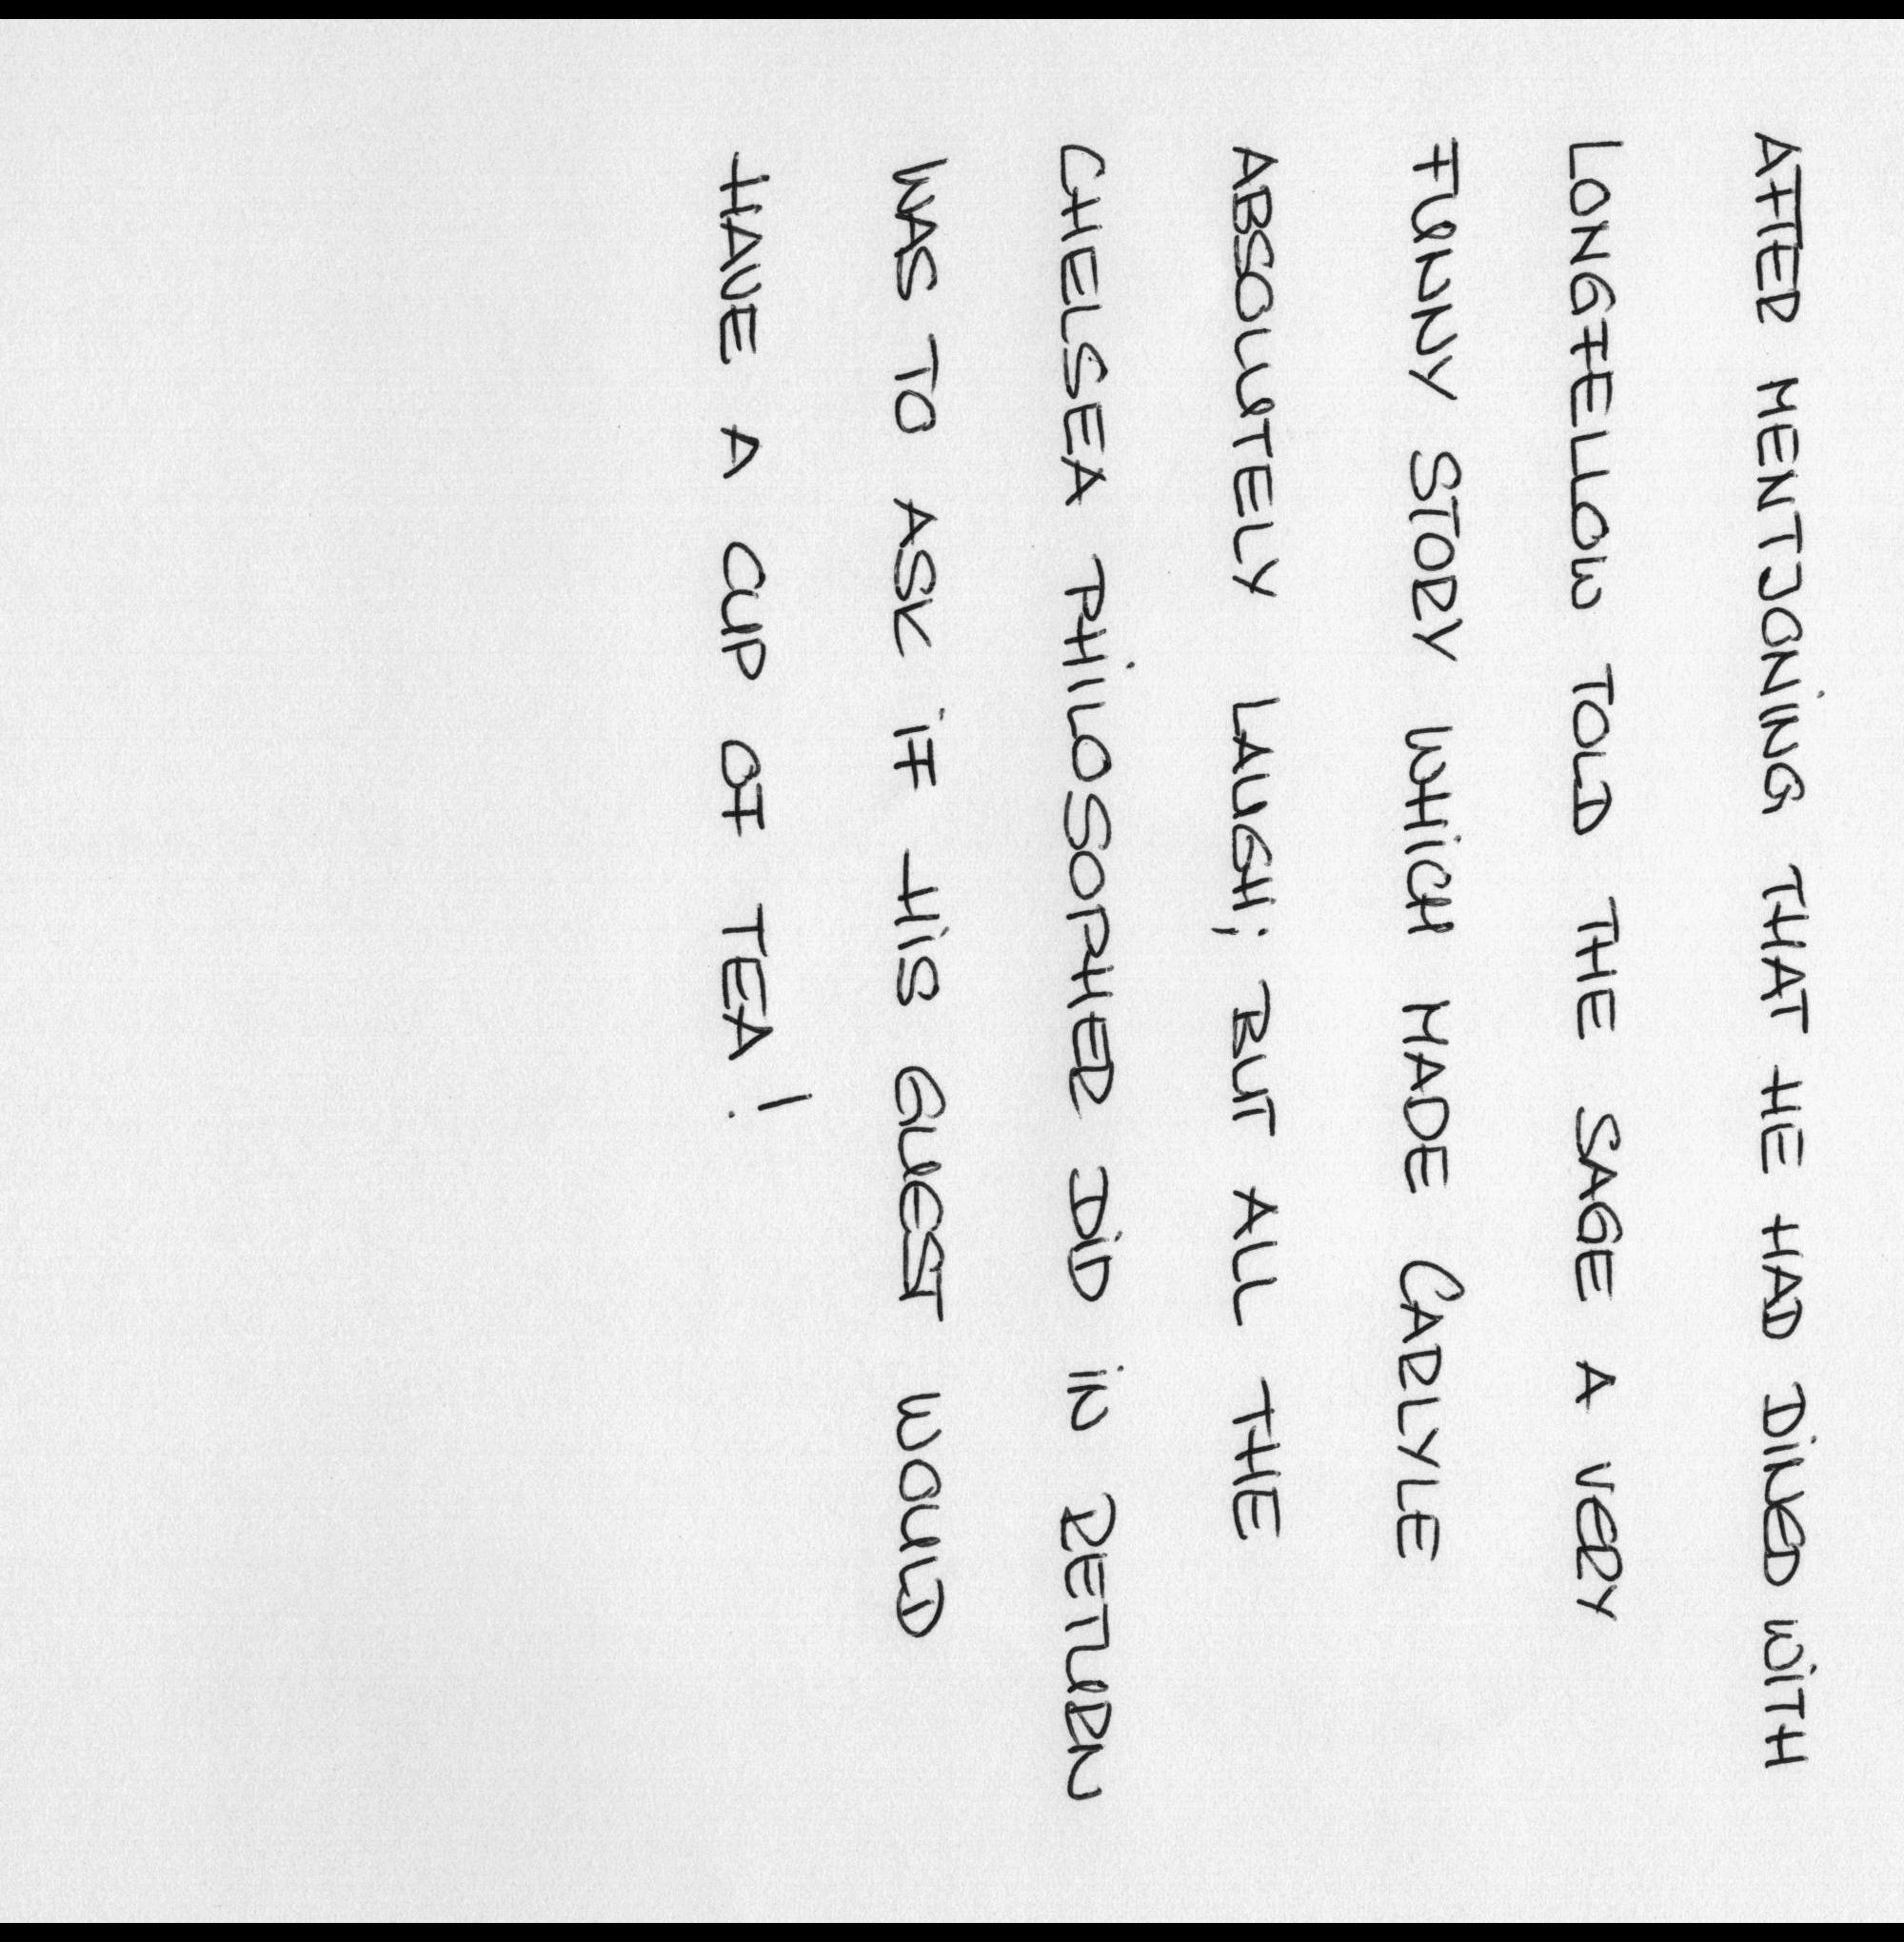 AFTER MENTIONING THAT HE HAD DINED WITH
LONGFELLOW TOLD THE SAGE A VERY
FUNNY STORY WHICH MADE CARLYLE
ABSOLUTELY LAUGH; BUT ALL THE
CHELSEA PHILOSOPHER DID IN RETURN
WAS TO ASK IF HIS GUEST WOULD
HAVE A CUP OF TEA!